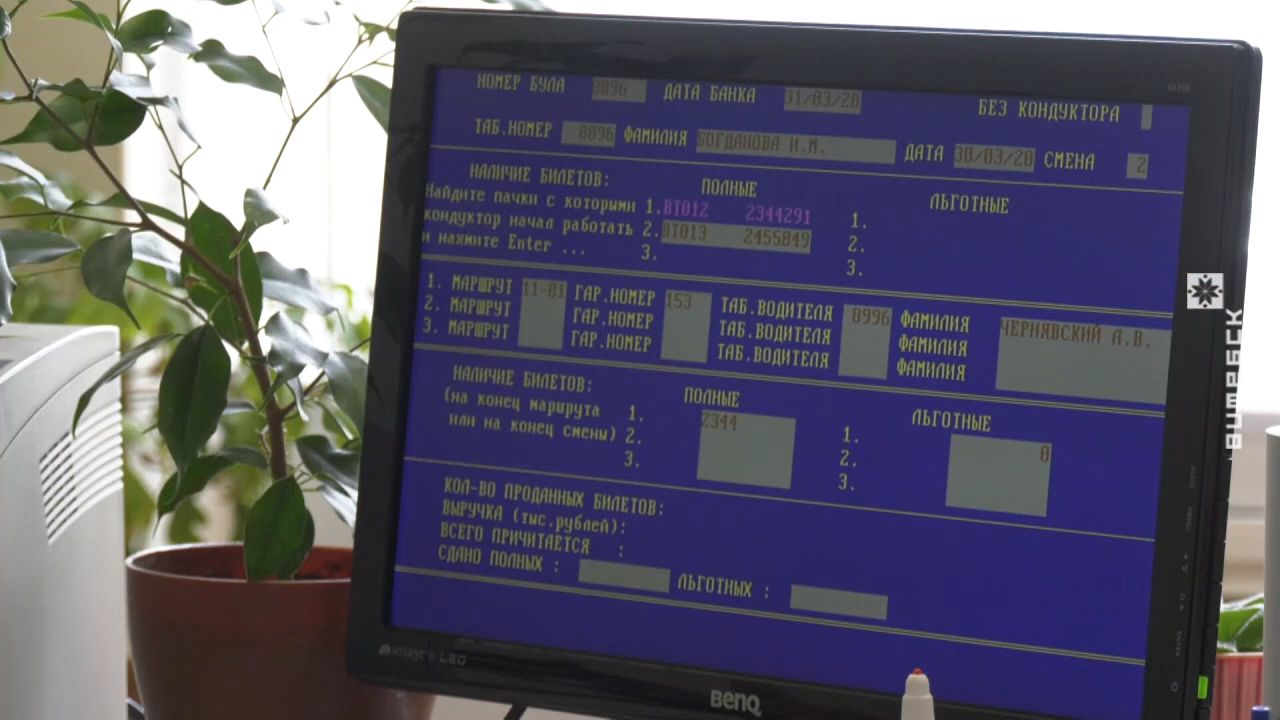 НОМЕР БУЛА 8096 ДАТА БАНКА 31/03/20 БЕЗ КОНДУКТОРА
ТАБ.НОМЕР 8096 ФАМИЛИЯ БОГДАНОВА И.М. ДАТА 30/03/20 СМЕНА 2
НАЛИЧИЕ БИЛЕТОВ: ПОЛНЫЕ ЛЬГОТНЫЕ
Найдите пачки с которыми 1. ВТ012 2344291 1.
кондуктор начал работать 2. ВТ013 2455849 2.
и нажмите Enter ... 3. 3.
1. МАРШРУТ 11-01 ГАР.НОМЕР 153 ТАБ.ВОДИТЕЛЯ 8996 ФАМИЛИЯ ЧЕРНЯВСКИЙ А.В.
2. МАРШРУТ ГАР.НОМЕР ТАБ.ВОДИТЕЛЯ ФАМИЛИЯ
3. МАРШРУТ ГАР.НОМЕР ТАБ.ВОДИТЕЛЯ ФАМИЛИЯ
НАЛИЧИЕ БИЛЕТОВ: ПОЛНЫЕ ЛЬГОТНЫЕ
(на конец маршрута 1. 2344 1. 0
или на конец смены) 2. 2.
3. 3.
КОЛ-ВО ПРОДАННЫХ БИЛЕТОВ:
ВЫРУЧКА (тыс.рублей):
ВСЕГО ПРИЧИТАЕТСЯ :
СДАНО ПОЛНЫХ : ЛЬГОТНЫХ :
LED
BenQ
ВИТЕБСК